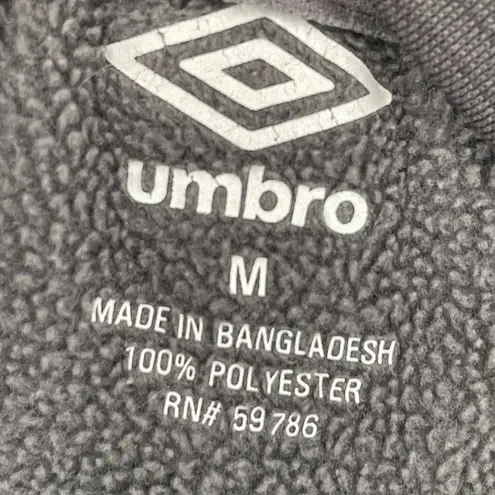 umbro
M
MADE IN BANGLADESH
100% POLYESTER
RN# 59786